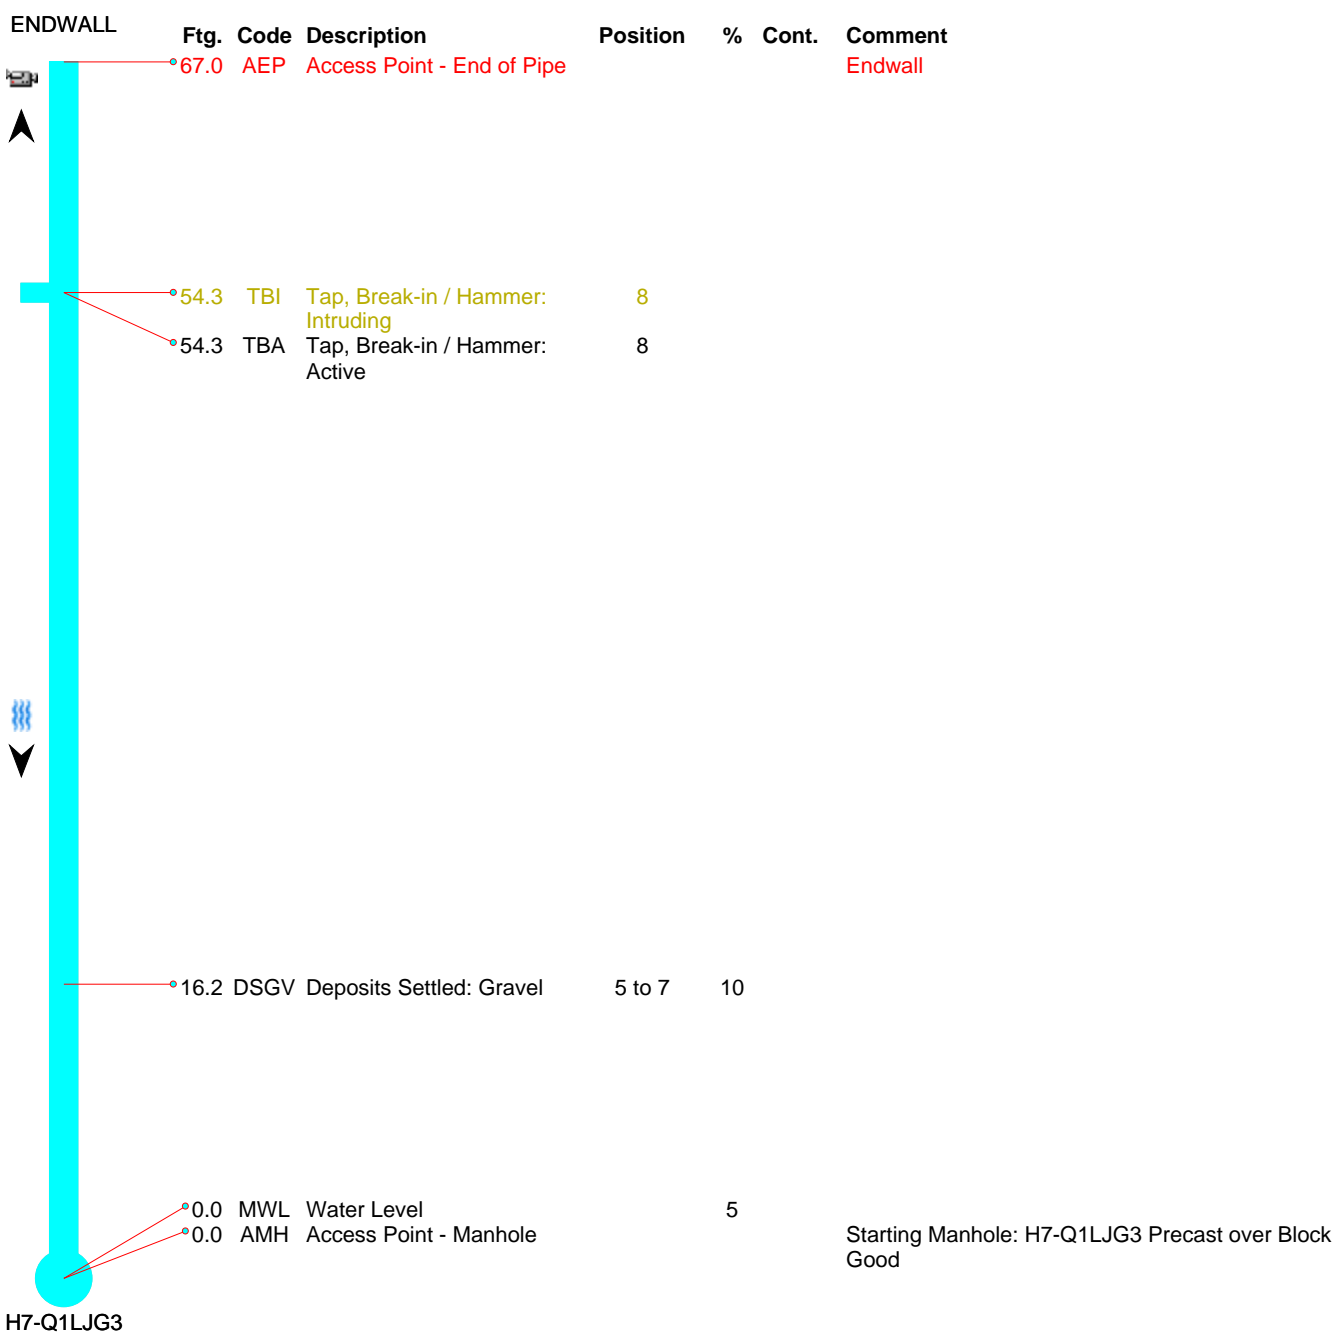 ENDWALL
Ftg. Code Description Position % Cont. Comment
67.0 AEP Access Point - End of Pipe Endwall
54.3 TBI Tap, Break-in / Hammer: 8
Intruding
54.3 TBA Tap, Break-in / Hammer: 8
Active
16.2 DSGV Deposits Settled: Gravel 5 to 7 10
0.0 MWL Water Level 5
0.0 AMH Access Point - Manhole Starting Manhole: H7-Q1LJG3 Precast over Block
Good
H7-Q1LJG3